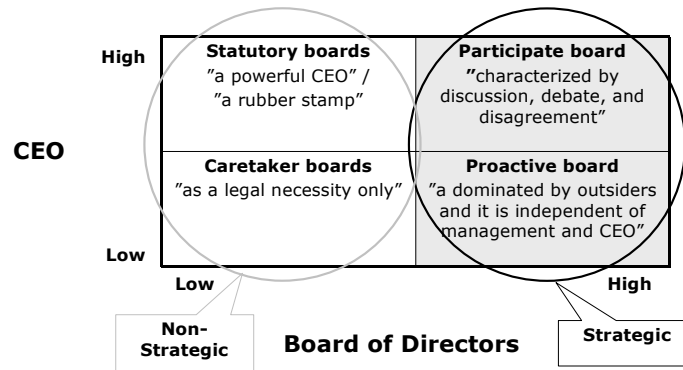 High
Statutory boards
”a powerful CEO” /
”a rubber stamp”
Participate board
”characterized by
discussion, debate, and
disagreement”
CEO
Caretaker boards
”as a legal necessity only”
Proactive board
”a dominated by outsiders
and it is independent of
management and CEO”
Low
Low
High
Non-
Strategic
Board of Directors
Strategic